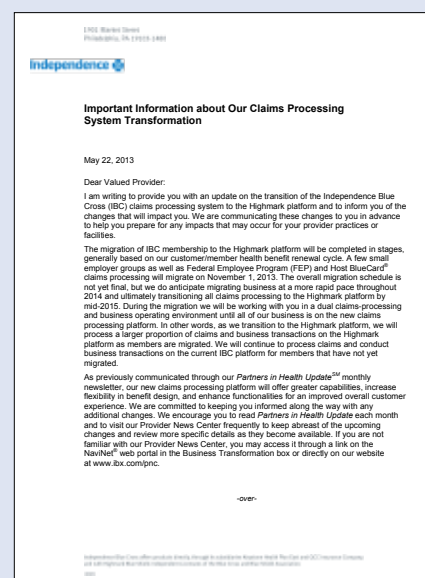 1901 Market Street
Philadelphia, PA 19103-1480
Independence
Important Information about Our Claims Processing
System Transformation
May 22, 2013
Dear Valued Provider:
I am writing to provide you with an update on the transition of the Independence Blue
Cross (IBC) claims processing system to the Highmark platform and to inform you of the
changes that will impact you. We are communicating these changes to you in advance
to help you prepare for any impacts that may occur for your provider practices or
facilities.
The migration of IBC membership to the Highmark platform will be completed in stages,
generally based on our customer/member health benefit renewal cycle. A few small
employer groups as well as Federal Employee Program (FEP) and Host BlueCard®
claims processing will migrate on November 1, 2013. The overall migration schedule is
not yet final, but we do anticipate migrating business at a more rapid pace throughout
2014 and ultimately transitioning all claims processing to the Highmark platform by
mid-2015. During the migration we will be working with you in a dual claims-processing
and business operating environment until all of our business is on the new claims
processing platform. In other words, as we transition to the Highmark platform, we will
process a larger proportion of claims and business transactions on the Highmark
platform as members are migrated. We will continue to process claims and conduct
business transactions on the current IBC platform for members that have not yet
migrated.
As previously communicated through our Partners in Health Update℠ monthly
newsletter, our new claims processing platform will offer greater capabilities, increase
flexibility in benefit design, and enhance functionalities for an improved overall customer
experience. We are committed to keeping you informed along the way with any
additional changes. We encourage you to read Partners in Health Update each month
and to visit our Provider News Center frequently to keep abreast of the upcoming
changes and review more specific details as they become available. If you are not
familiar with our Provider News Center, you may access it through a link on the
NaviNet® web portal in the Business Transformation box or directly on our website
at www.ibx.com/pnc.
-over-